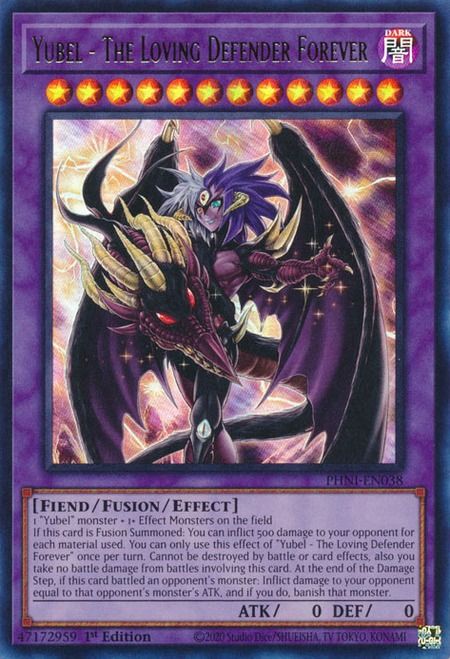 Yubel - The Loving Defender Forever
DARK
闇
PHNI-EN038
[FIEND/FUSION/EFFECT]
1 "Yubel" monster + 1+ Effect Monsters on the field
If this card is Fusion Summoned: You can inflict 500 damage to your opponent for
each material used. You can only use this effect of "Yubel - The Loving Defender
Forever" once per turn. Cannot be destroyed by battle or card effects, also you
take no battle damage from battles involving this card. At the end of the Damage
Step, if this card battled an opponent's monster: Inflict damage to your opponent
equal to that opponent's monster's ATK, and if you do, banish that monster.
ATK/ 0 DEF/ 0
47172959 1st Edition ©2020 Studio Dice/SHUEISHA, TV TOKYO, KONAMI